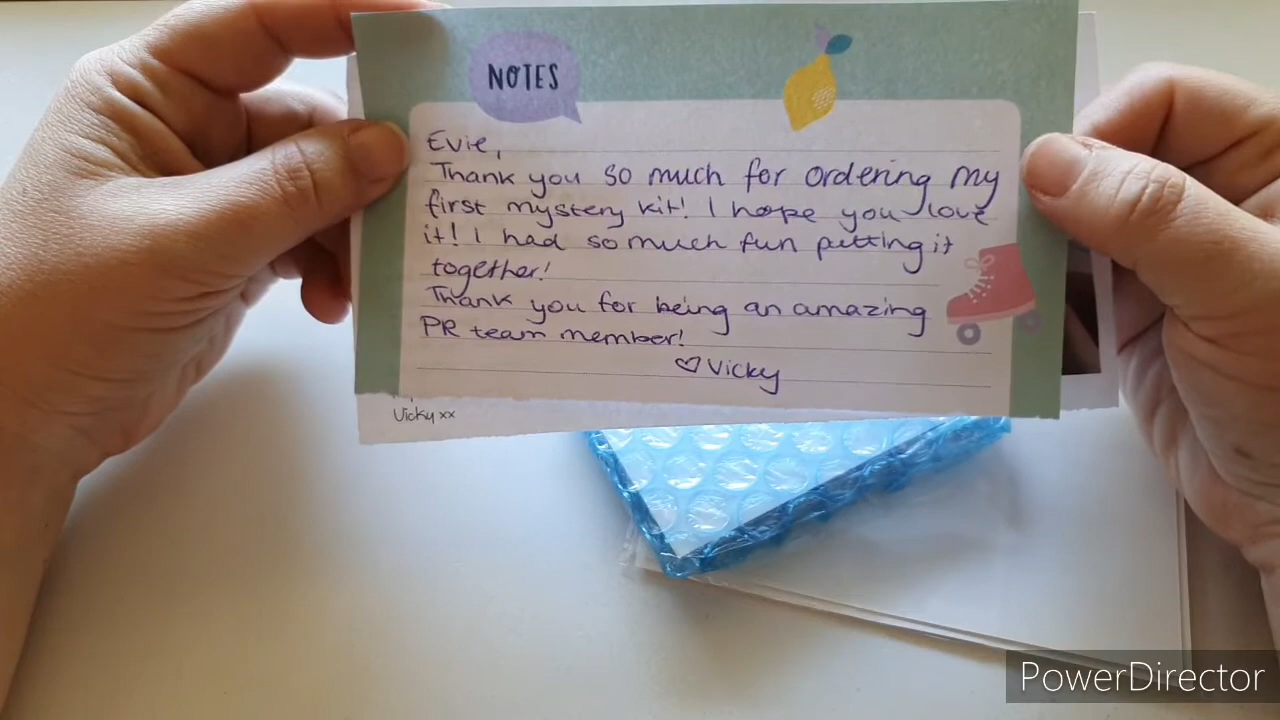 NOTES
Evie,
Thank you so much for ordering my
first mystery kit! I hope you love
it! I had so much fun putting it
together!
Thank you for being an amazing
PR team member!
♡ Vicky
Vicky xx
PowerDirector